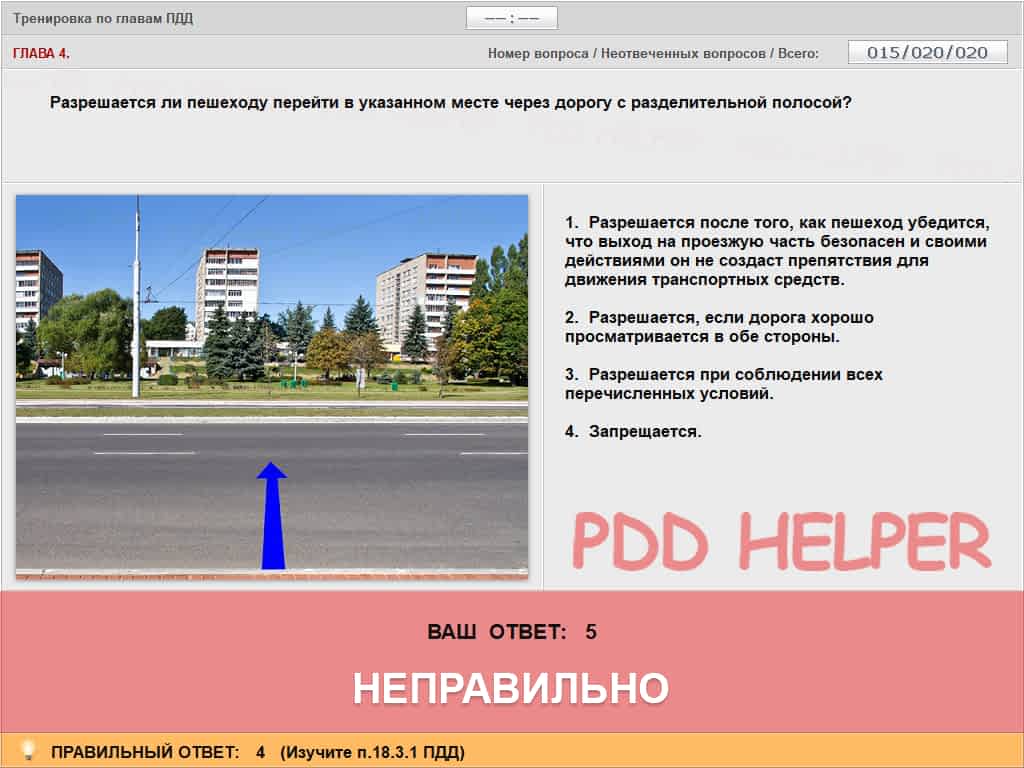 Тренировка по главам ПДД
—— : ——
ГЛАВА 4.
Номер вопроса / Неотвеченных вопросов / Всего:
015/020/020
Разрешается ли пешеходу перейти в указанном месте через дорогу с разделительной полосой?
1. Разрешается после того, как пешеход убедится,
что выход на проезжую часть безопасен и своими
действиями он не создаст препятствия для
движения транспортных средств.
2. Разрешается, если дорога хорошо
просматривается в обе стороны.
3. Разрешается при соблюдении всех
перечисленных условий.
4. Запрещается.
PDD HELPER
ВАШ ОТВЕТ: 5
НЕПРАВИЛЬНО
ПРАВИЛЬНЫЙ ОТВЕТ: 4 (Изучите п.18.3.1 ПДД)